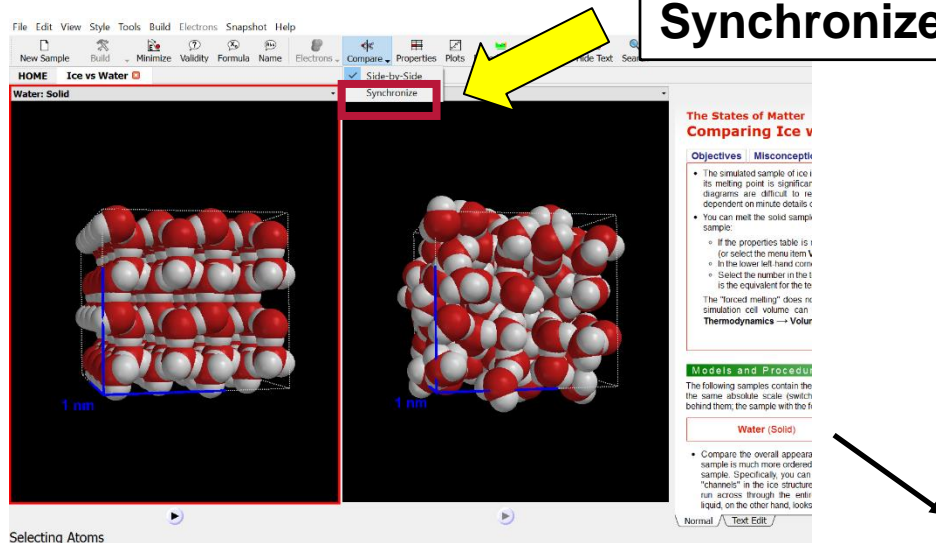 Synchronize
File Edit View Style Tools Build Electrons Snapshot Help
New Sample Build Minimize Validity Formula Name Electrons Compare Properties Plots Hide Text
HOME Ice vs Water
Side-by-Side
Synchronize
Water: Solid
1 nm
1 nm
The States of Matter
Comparing Ice v
Objectives Misconcepti
• The simulated sample of ice i
its melting point is significan
diagrams are difficult to re
dependent on minute details o
• You can melt the solid sample
sample:
If the properties table is
(or select the menu item V
In the lower left-hand corne
Select the number in the t
is the equivalent for the te
The "forced melting" does no
simulation cell volume can
Thermodynamics → Volur
Models and Procedur
The following samples contain the
the same absolute scale (switch
behind them; the sample with the fo
Water (Solid)
• Compare the overall appeara
sample is much more ordered
sample. Specifically, you can
"channels" in the ice structure
run across through the entir
liquid, on the other hand, looks
Normal Text Edit
Selecting Atoms